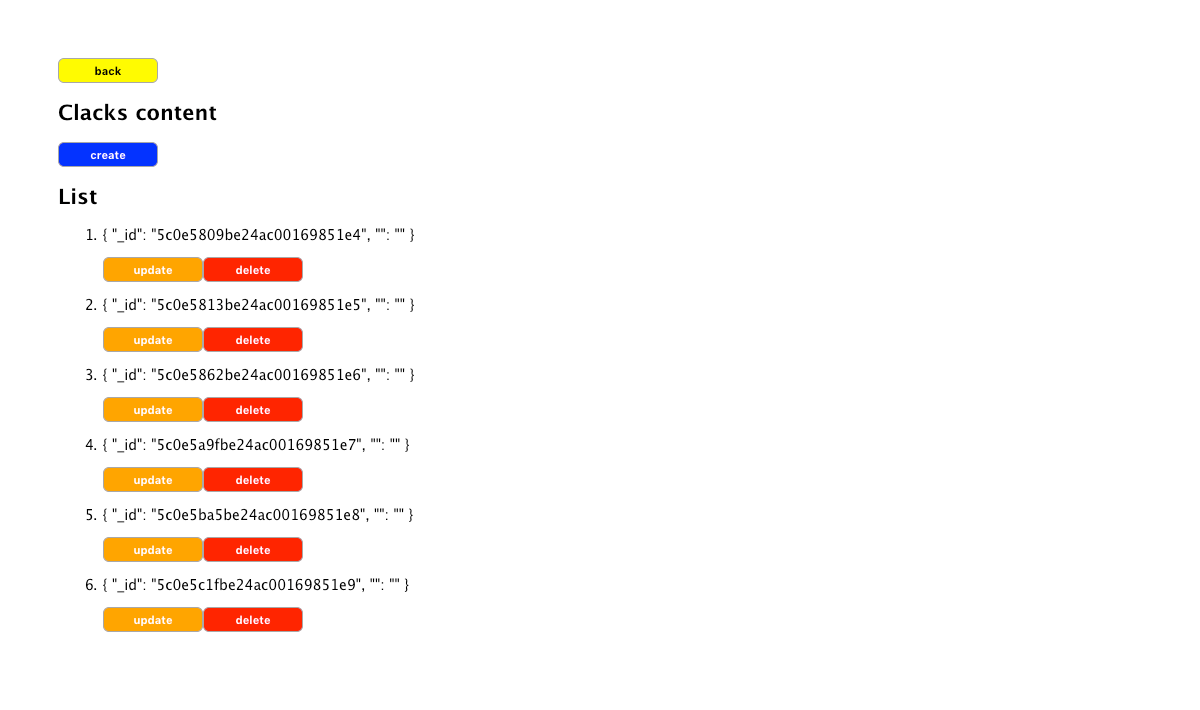 back
Clacks content
create
List
1. { "_id": "5c0e5809be24ac00169851e4", "": "" }
update delete
2. { "_id": "5c0e5813be24ac00169851e5", "": "" }
update delete
3. { "_id": "5c0e5862be24ac00169851e6", "": "" }
update delete
4. { "_id": "5c0e5a9fbe24ac00169851e7", "": "" }
update delete
5. { "_id": "5c0e5ba5be24ac00169851e8", "": "" }
update delete
6. { "_id": "5c0e5c1fbe24ac00169851e9", "": "" }
update delete